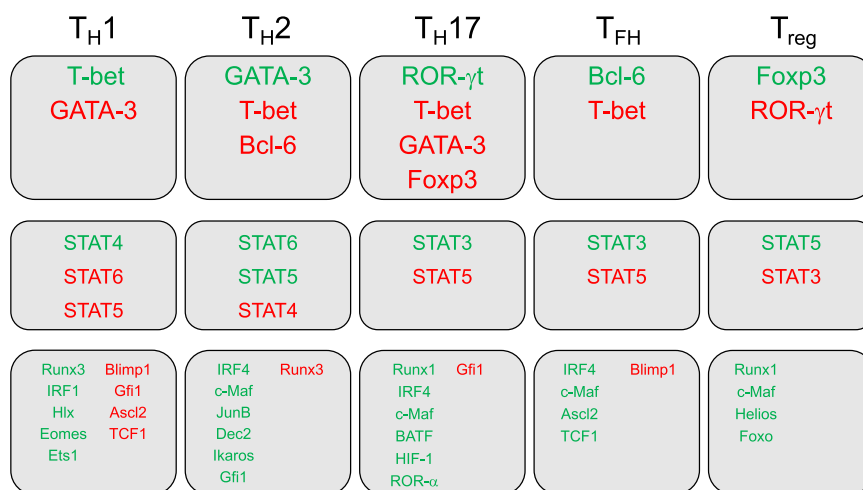 TH1 TH2 TH17 TFH Treg
T-bet GATA-3 ROR-γt Bcl-6 Foxp3
GATA-3 T-bet T-bet T-bet ROR-γt
Bcl-6 GATA-3
Foxp3
STAT4 STAT6 STAT3 STAT3 STAT5
STAT6 STAT5 STAT5 STAT5 STAT3
STAT5 STAT4
Runx3 Blimp1 IRF4 Runx3 Runx1 Gfi1 IRF4 Blimp1 Runx1
IRF1 Gfi1 c-Maf IRF4 c-Maf c-Maf
Hlx Ascl2 JunB c-Maf Ascl2 Helios
Eomes TCF1 Dec2 BATF TCF1 Foxo
Ets1 Ikaros HIF-1
Gfi1 ROR-α